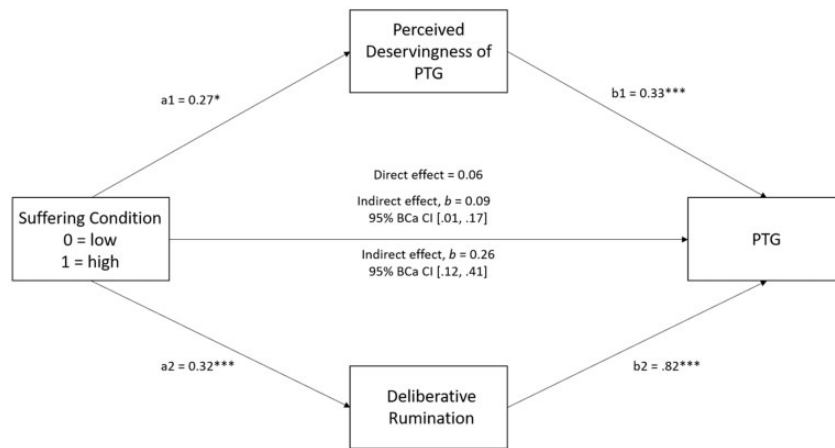 Perceived
Deservingness of
PTG
a1 = 0.27*
b1 = 0.33***
Direct effect = 0.06
Indirect effect, b = 0.09
95% BCa CI [.01, .17]
Suffering Condition
0 = low
1 = high
PTG
Indirect effect, b = 0.26
95% BCa CI [.12, .41]
a2 = 0.32***
b2 = .82***
Deliberative
Rumination